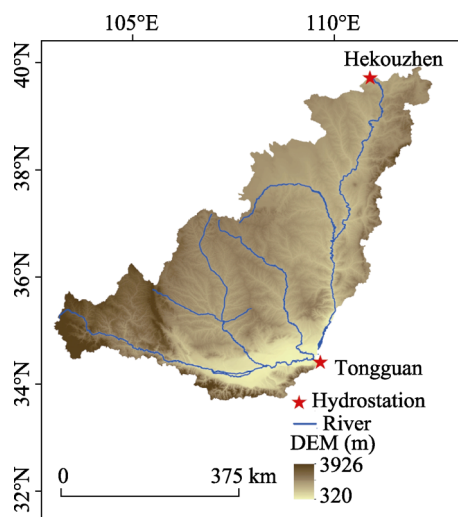 105°E 110°E
Hekouzhen
40°N
38°N
36°N
34°N
32°N
Tongguan
Hydrostation
River
DEM (m)
3926
320
0 375 km